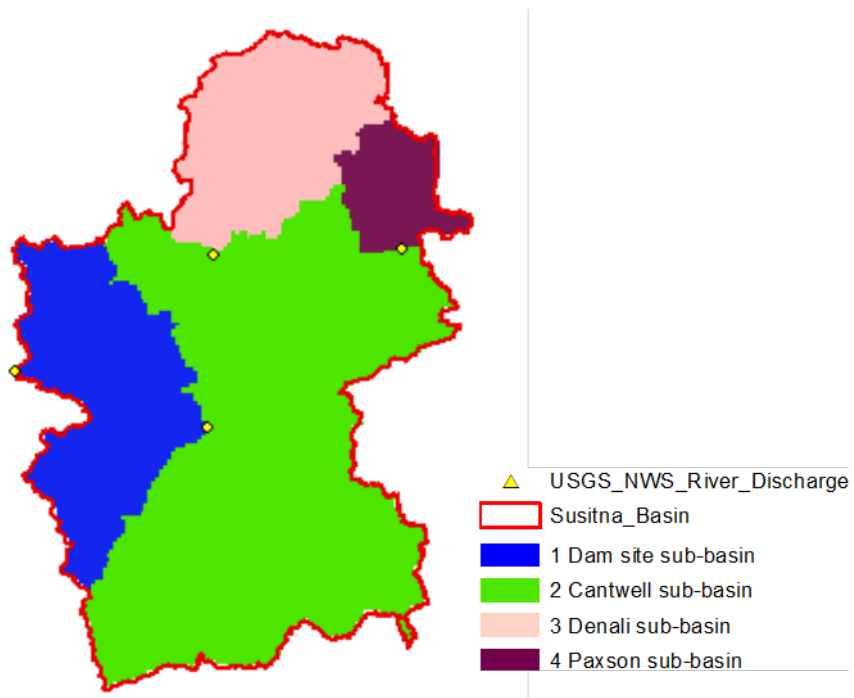 USGS_NWS_River_Discharge
Susitna_Basin
1 Dam site sub-basin
2 Cantwell sub-basin
3 Denali sub-basin
4 Paxson sub-basin